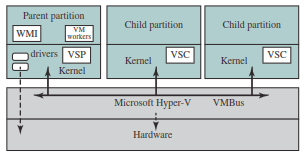 Parent partition
WMI
VM
workers
drivers
VSP
Kernel
Child partition
VSC
Kernel
Child partition
VSC
Kernel
Microsoft Hyper-V
VMBus
Hardware